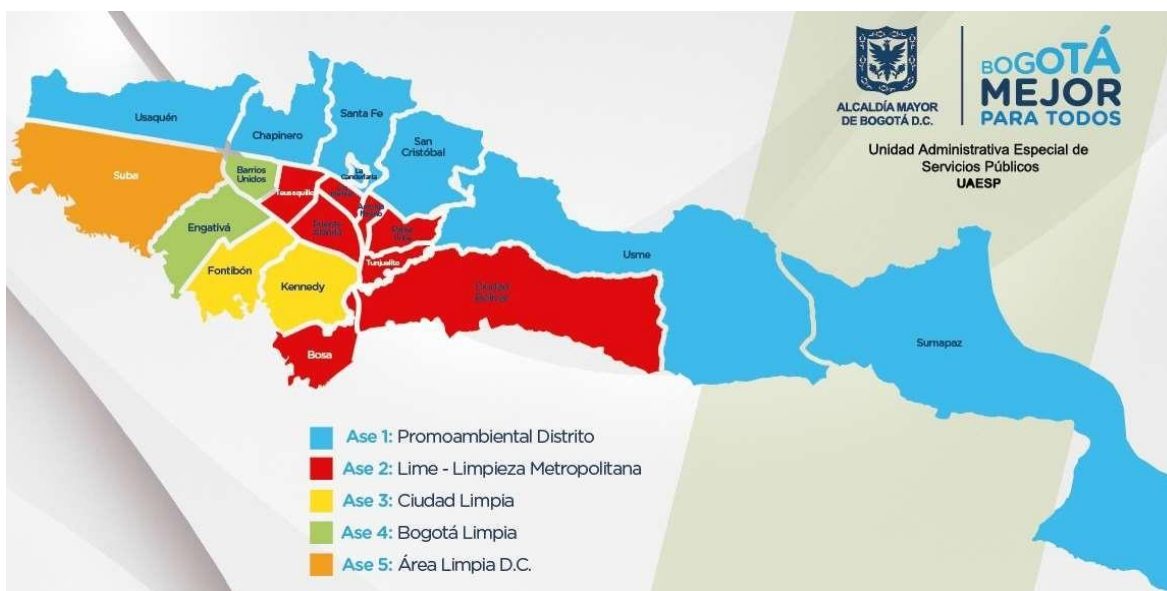 ALCALDÍA MAYOR
DE BOGOTÁ D.C.
BOGOTÁ
MEJOR
PARA TODOS
Unidad Administrativa Especial de
Servicios Públicos
UAESP
Usaquén
Chapinero
Santa Fe
San
Cristóbal
La
Candelaria
Suba
Barrios
Unidos
Teusaquillo
Engativá
Fontibón
Kennedy
Tunjuelito
Bosa
Ciudad
Bolívar
Usme
Sumapaz
Ase 1: Promoambiental Distrito
Ase 2: Lime - Limpieza Metropolitana
Ase 3: Ciudad Limpia
Ase 4: Bogotá Limpia
Ase 5: Área Limpia D.C.